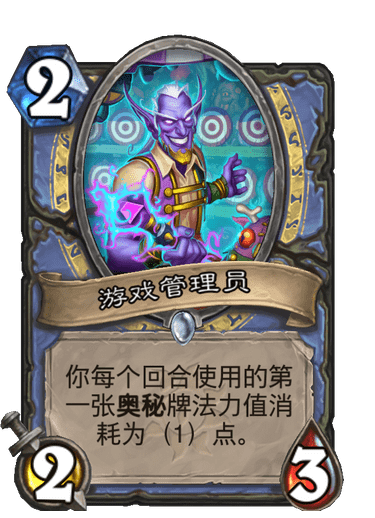 2
游戏管理员
你每个回合使用的第
一张奥秘牌法力值消
耗为（1）点。
2
3